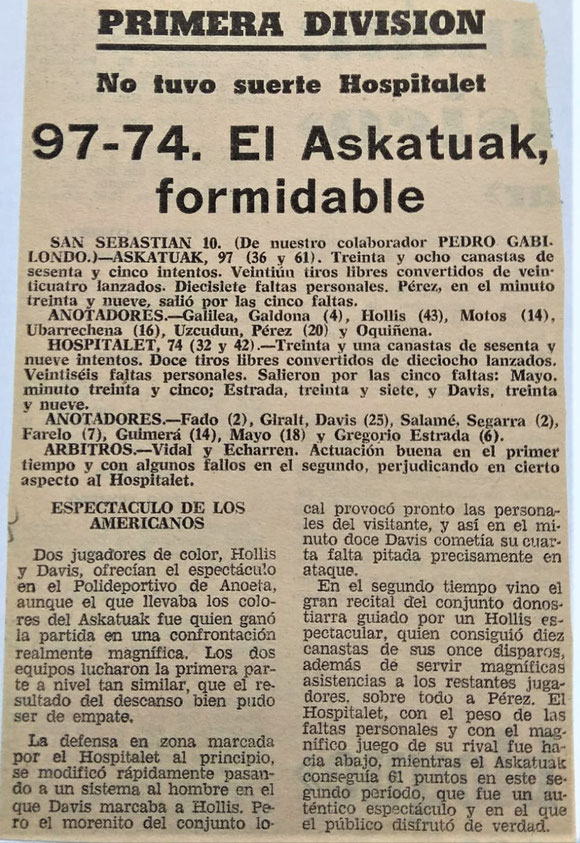 PRIMERA DIVISION
No tuvo suerte Hospitalet
97-74. El Askatuak,
formidable
SAN SEBASTIAN 10. (De nuestro colaborador PEDRO GABI-
LONDO.)—ASKATUAK, 97 (36 y 61). Treinta y ocho canastas de
sesenta y cinco intentos. Veintiún tiros libres convertidos de vein-
ticuatro lanzados. Diecisiete faltas personales. Pérez, en el minuto
treinta y nueve, salió por las cinco faltas.
ANOTADORES.—Galilea, Galdona (4), Hollis (43), Motos (14),
Ubarrechena (16), Uzcudun, Pérez (20) y Oquiñena.
HOSPITALET, 74 (32 y 42).—Treinta y una canastas de sesenta y
nueve intentos. Doce tiros libres convertidos de dieciocho lanzados.
Veintiséis faltas personales. Salieron por las cinco faltas: Mayo.
minuto treinta y cinco; Estrada, treinta y siete, y Davis, treinta
y nueve.
ANOTADORES.—Fado (2), Giralt, Davis (25), Salamé, Segarra (2),
Farelo (7), Guimerá (14), Mayo (18) y Gregorio Estrada (6).
ARBITROS.—Vidal y Echarren. Actuación buena en el primer
tiempo y con algunos fallos en el segundo, perjudicando en cierto
aspecto al Hospitalet.
ESPECTACULO DE LOS
AMERICANOS
Dos jugadores de color, Hollis
y Davis, ofrecían el espectáculo
en el Polideportivo de Anoeta,
aunque el que llevaba los colo-
res del Askatuak fue quien ganó
la partida en una confrontación
realmente magnífica. Los dos
equipos lucharon la primera par-
te a nivel tan similar, que el re-
sultado del descanso bien pudo
ser de empate.
La defensa en zona marcada
por el Hospitalet al principio,
se modificó rápidamente pasan-
do a un sistema al hombre en el
que Davis marcaba a Hollis. Pe-
ro el morenito del conjunto lo-
cal provocó pronto las persona-
les del visitante, y así en el mi-
nuto doce Davis cometía su cuar-
ta falta pitada precisamente en
ataque.
En el segundo tiempo vino el
gran recital del conjunto donos-
tiarra guiado por un Hollis es-
pectacular, quien consiguió diez
canastas de sus once disparos,
además de servir magníficas
asistencias a los restantes juga-
dores. sobre todo a Pérez. El
Hospitalet, con el peso de las
faltas personales y con el mag-
nífico juego de su rival fue ha-
cia abajo, mientras el Askatuak
conseguía 61 puntos en este se-
gundo período, que fue un au-
téntico espectáculo y en el que
el público disfrutó de verdad.